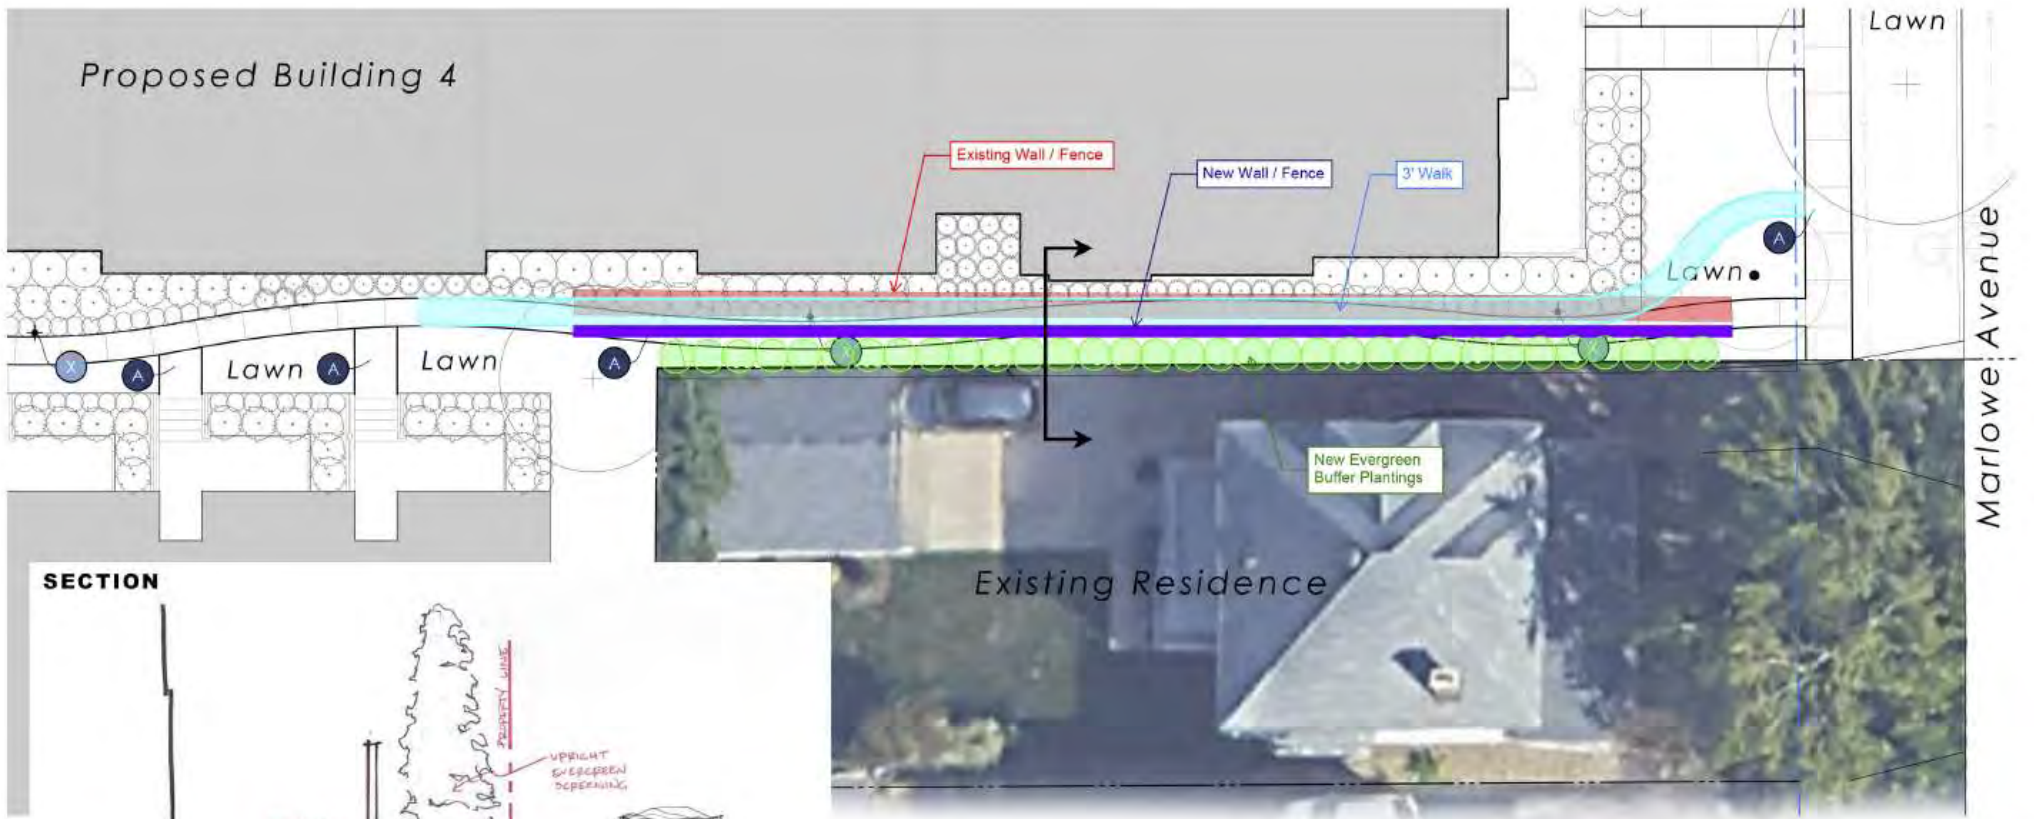 Lawn
Proposed Building 4
Existing Wall / Fence
New Wall / Fence
3' Walk
A
Lawn
Marlowe Avenue
X
A
Lawn
A
Lawn
A
X
X
New Evergreen
Buffer Plantings
Existing Residence
SECTION
PROPERTY LINE
UPRIGHT
EVERGREEN
SCREENING